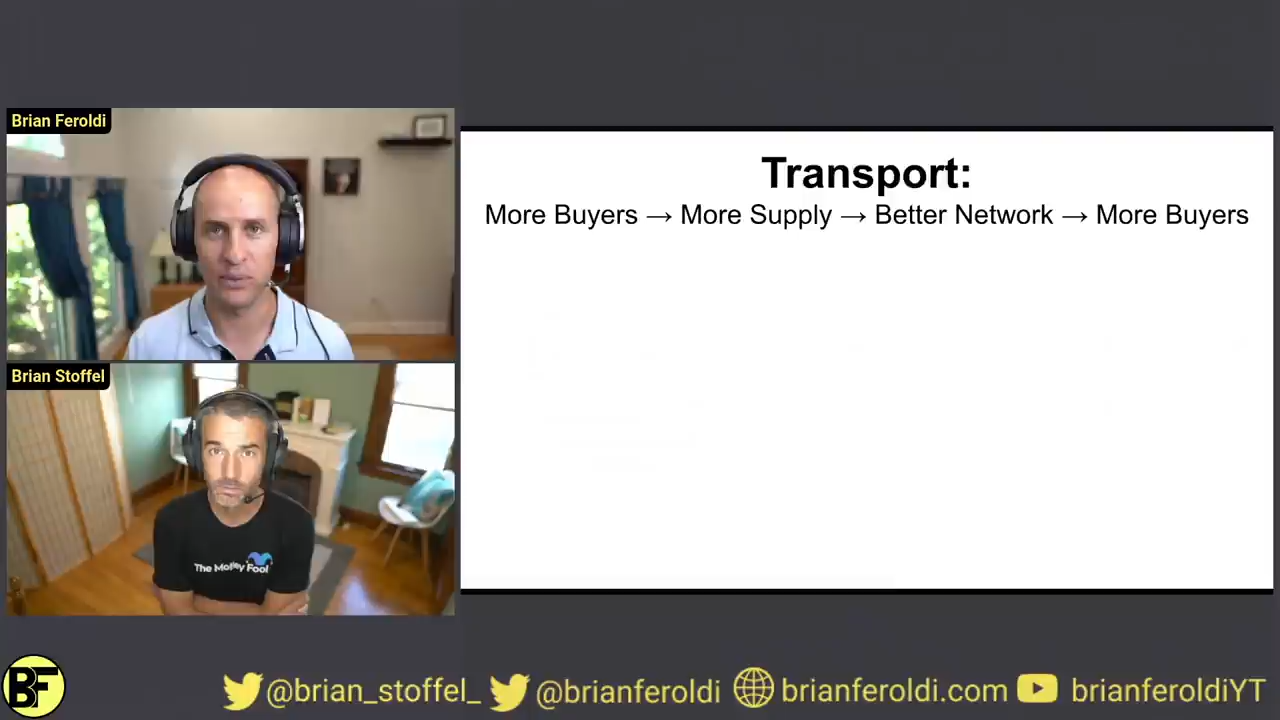 Brian Feroldi
Transport:
More Buyers → More Supply → Better Network → More Buyers
Brian Stoffel
The Motley Fool
BF
@brian_stoffel_ @brianferoldi brianferoldi.com brianferoldiYT